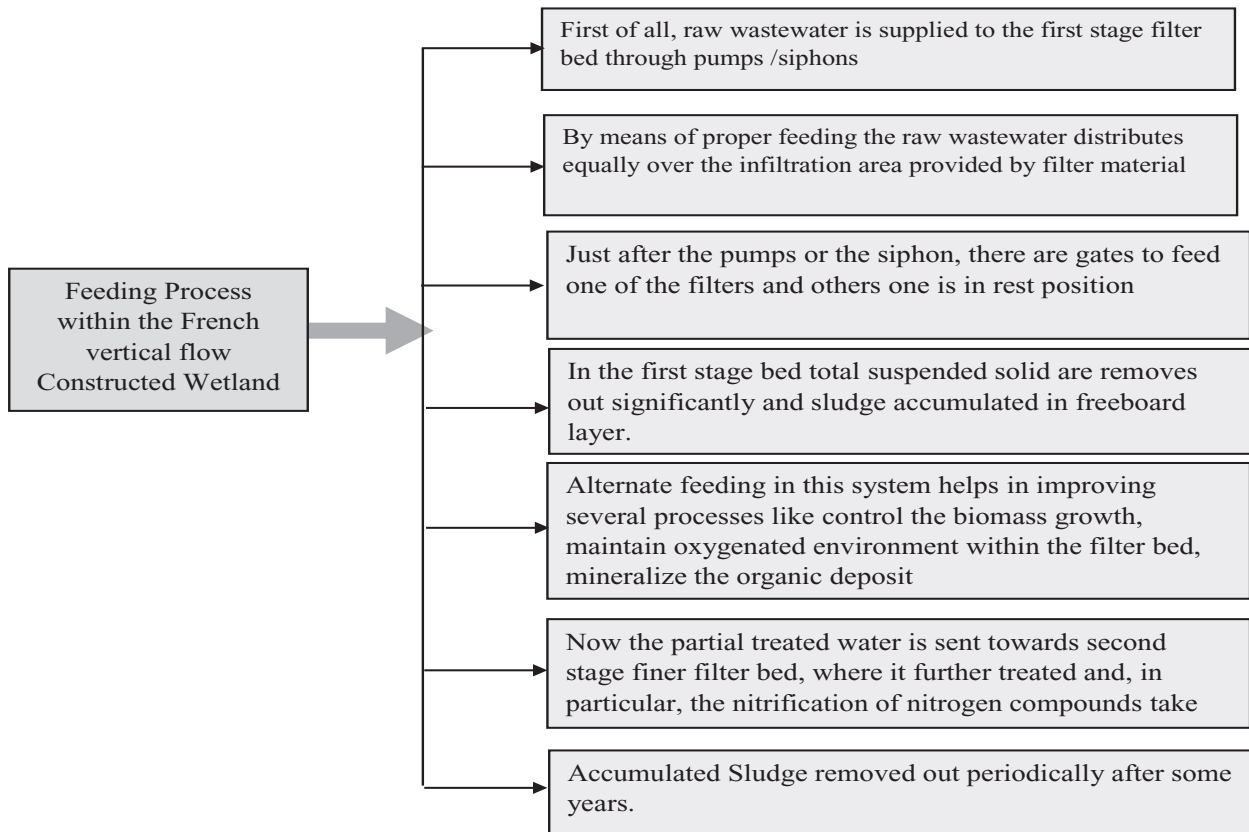 First of all, raw wastewater is supplied to the first stage filter
bed through pumps /siphons
By means of proper feeding the raw wastewater distributes
equally over the infiltration area provided by filter material
Just after the pumps or the siphon, there are gates to feed
one of the filters and others one is in rest position
Feeding Process
within the French
vertical flow
Constructed Wetland
In the first stage bed total suspended solid are removes
out significantly and sludge accumulated in freeboard
layer.
Alternate feeding in this system helps in improving
several processes like control the biomass growth,
maintain oxygenated environment within the filter bed,
mineralize the organic deposit
Now the partial treated water is sent towards second
stage finer filter bed, where it further treated and, in
particular, the nitrification of nitrogen compounds take
Accumulated Sludge removed out periodically after some
years.